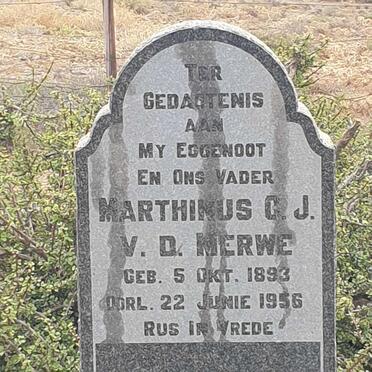 TER
GEDAGTENIS
AAN
MY EGGENOOT
EN ONS VADER
MARTHINUS C. J.
V. D. MERWE
GEB. 5 OKT. 1893
OORL. 22 JUNIE 1956
RUS IN VREDE